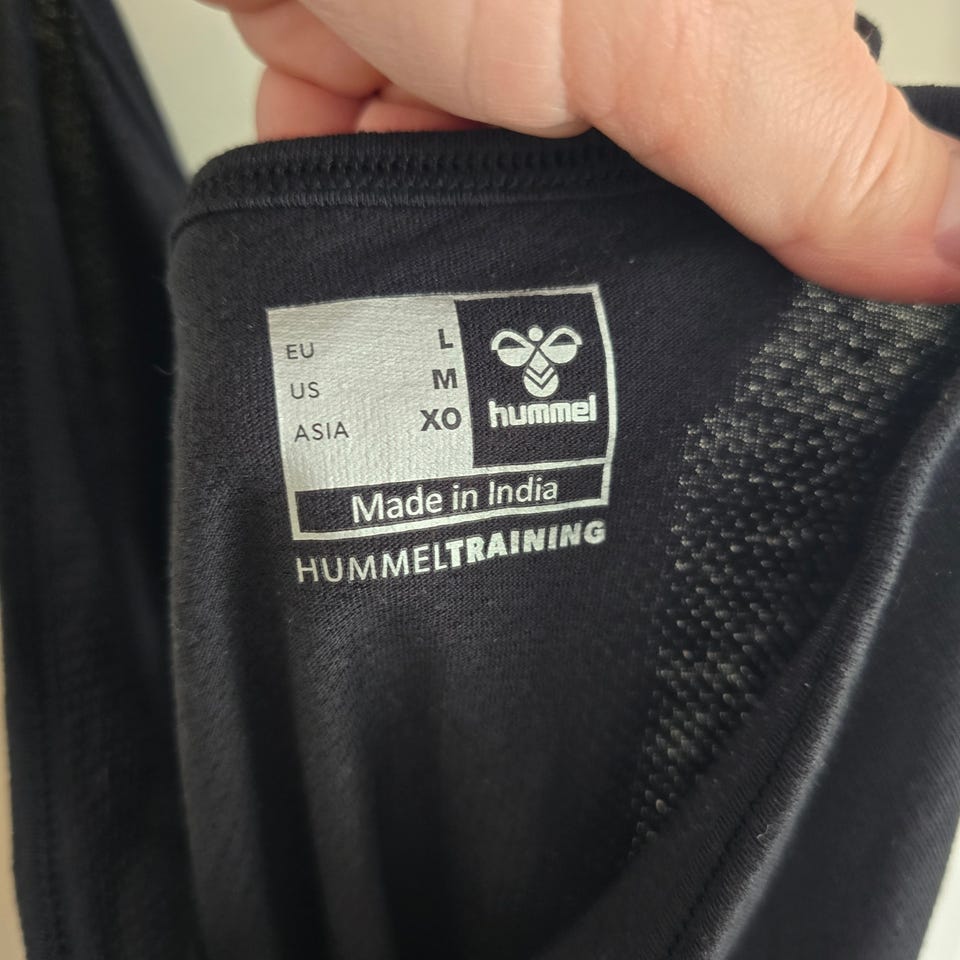 EU L
US M
ASIA XO
hummel
Made in India
HUMMELTRAINING